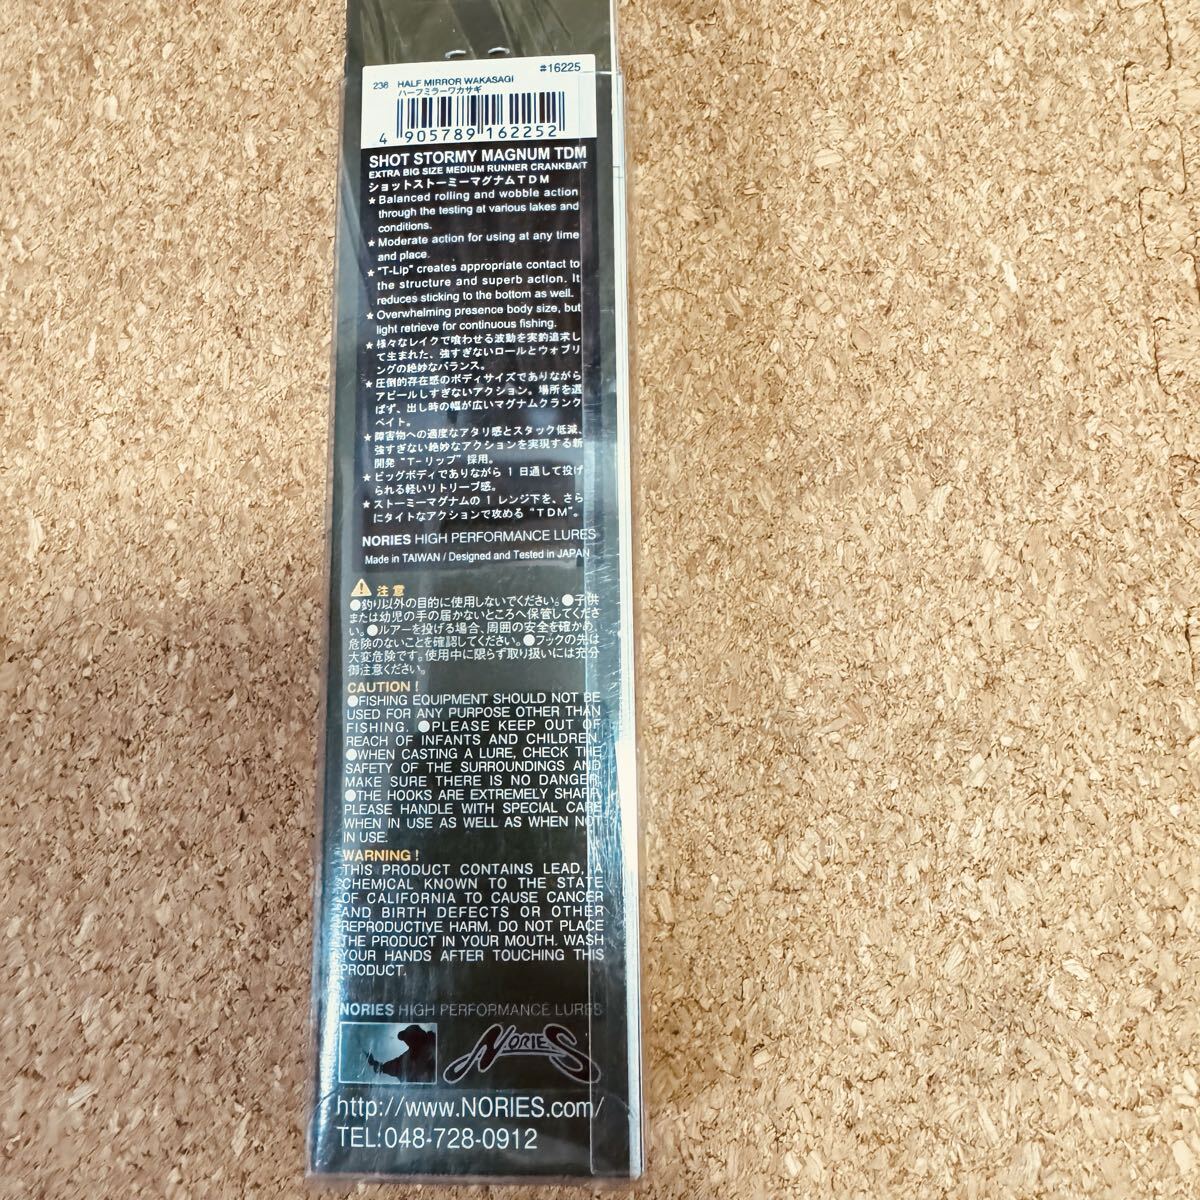 #16225
238 HALF MIRROR WAKASAGI
ハーフミラーワカサギ
4 905789 162252
SHOT STORMY MAGNUM TDM
EXTRA BIG SIZE MEDIUM RUNNER CRANKBAIT
ショットストーミーマグナムTDM
★ Balanced rolling and wobble action
through the testing at various lakes and
conditions.
★ Moderate action for using at any time
and place.
★ "T-Lip" creates appropriate contact to
the structure and superb action. It
reduces sticking to the bottom as well.
★ Overwhelming presence body size, but
light retrieve for continuous fishing.
★ 様々なレイクで喰わせる波動を実釣追求し
て生まれた、強すぎないロールとウォブリ
ングの絶妙なバランス。
★ 圧倒的存在感のボディサイズでありながら
アピールしすぎないアクション。場所を選
ばず、出し時の幅が広いマグナムクランク
ベイト。
★ 障害物への適度なアタリ感とスタック低減、
強すぎない絶妙なアクションを実現する新
開発"T-リップ"採用。
★ ビッグボディでありながら1日通して投げ
られる軽いリトリーブ感。
★ ストーミーマグナムの1レンジ下を、さら
にタイトなアクションで攻める"TDM"。
NORIES HIGH PERFORMANCE LURES
Made in TAIWAN / Designed and Tested in JAPAN
注意
●釣り以外の目的に使用しないでください。●子供
または幼児の手の届かないところへ保管してくださ
い。●ルアーを投げる場合、周囲の安全を確かめ、
危険のないことを確認してください。●フックの先は
大変危険です。使用中に限らず取り扱いには充分
御注意ください。
CAUTION !
●FISHING EQUIPMENT SHOULD NOT BE
USED FOR ANY PURPOSE OTHER THAN
FISHING. ●PLEASE KEEP OUT OF
REACH OF INFANTS AND CHILDREN.
●WHEN CASTING A LURE, CHECK THE
SAFETY OF THE SURROUNDINGS AND
MAKE SURE THERE IS NO DANGER.
●THE HOOKS ARE EXTREMELY SHARP.
PLEASE HANDLE WITH SPECIAL CARE
WHEN IN USE AS WELL AS WHEN NOT
IN USE.
WARNING !
THIS PRODUCT CONTAINS LEAD, A
CHEMICAL KNOWN TO THE STATE
OF CALIFORNIA TO CAUSE CANCER
AND BIRTH DEFECTS OR OTHER
REPRODUCTIVE HARM. DO NOT PLACE
THE PRODUCT IN YOUR MOUTH. WASH
YOUR HANDS AFTER TOUCHING THIS
PRODUCT.
NORIES HIGH PERFORMANCE LURES
NORIES
http://www.NORIES.com/
TEL:048-728-0912